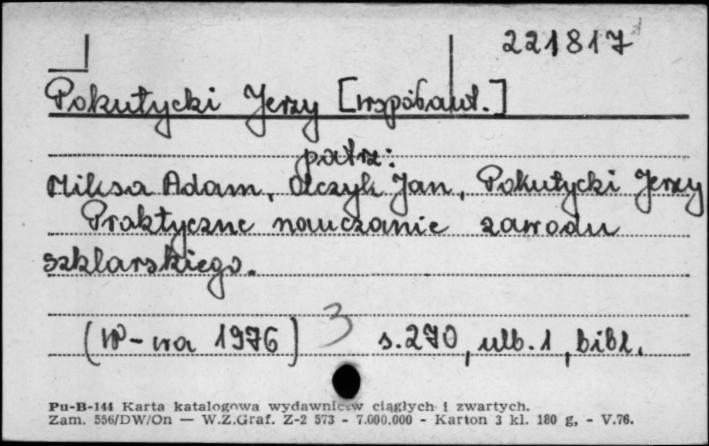 221817
Pokutycki Jerzy [współaut.]
patrz:
Miksa Adam, Olczyk Jan, Pokutycki Jerzy
Praktyczne nauczanie zawodu
szklarskiego.
(W-wa 1976) 3 s.270, ulb.1, bibl.
Pu-B-144 Karta katalogowa wydawnictw ciągłych i zwartych.
Zam. 556/DW/On — W.Z.Graf. Z-2 573 - 7.000.000 - Karton 3 kl. 180 g, - V.76.